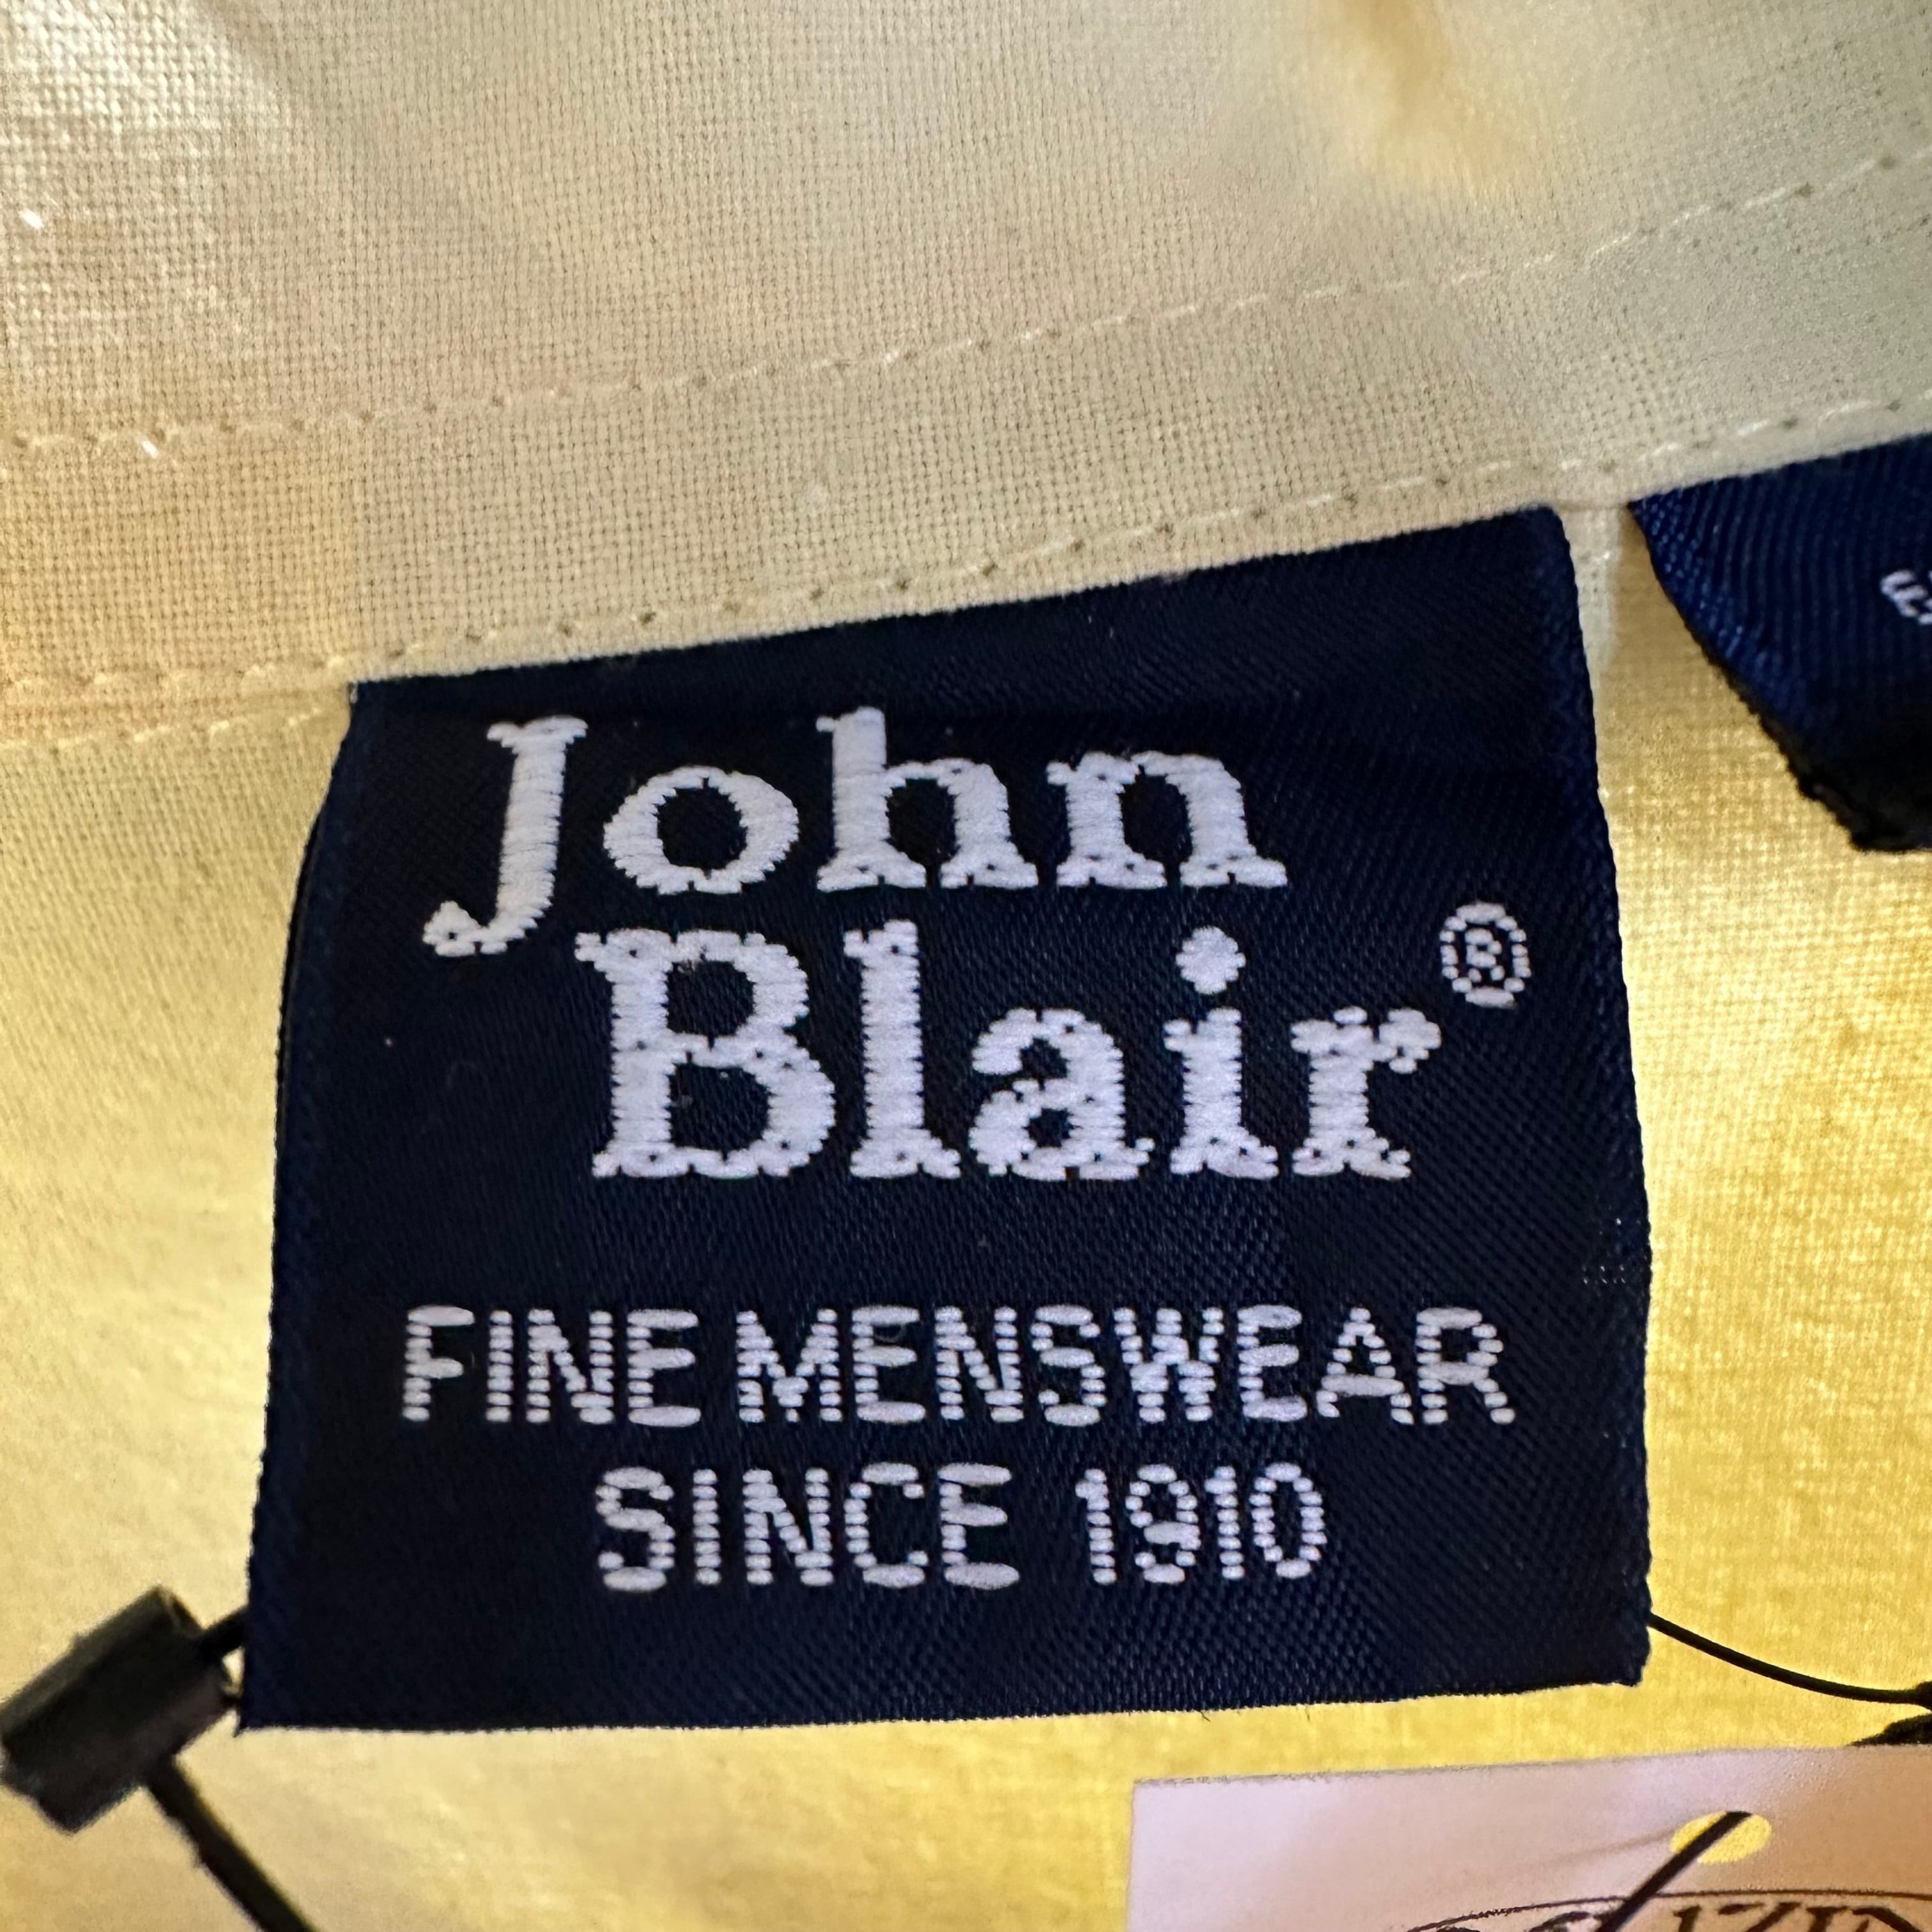 John
Blair®
FINE MENSWEAR
SINCE 1910